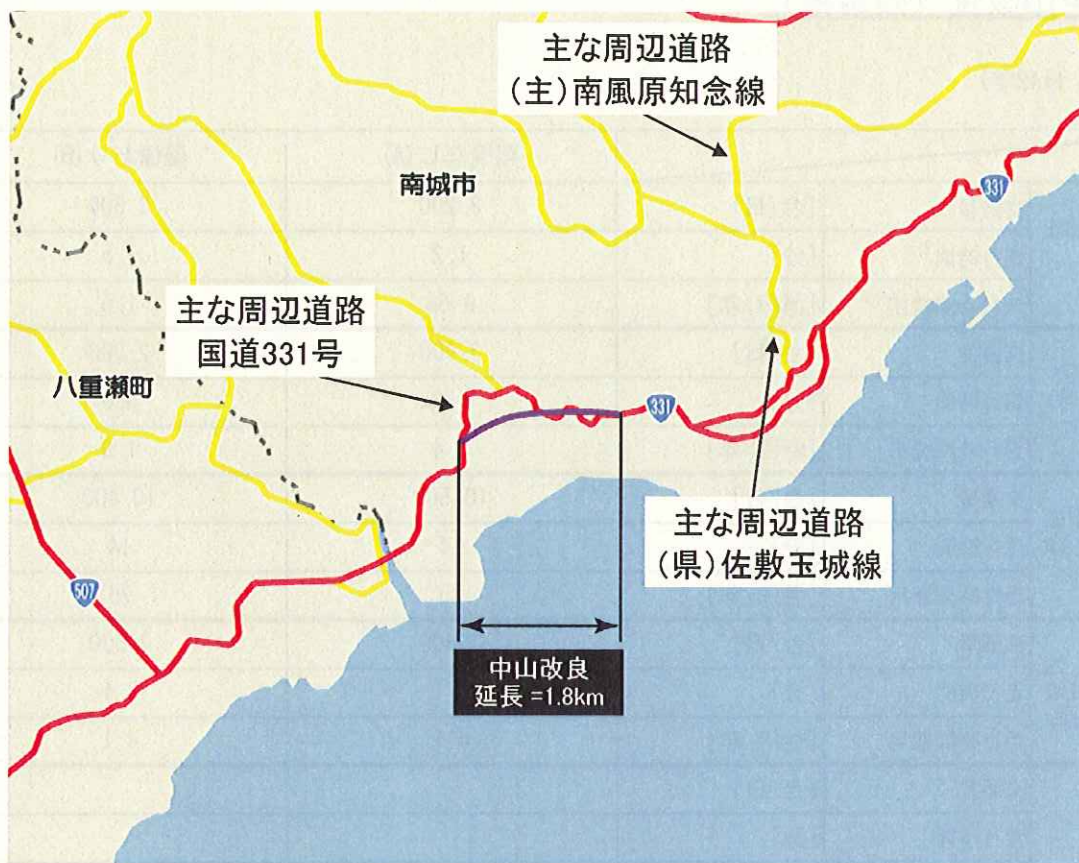 主な周辺道路
(主)南風原知念線
南城市
331
主な周辺道路
国道331号
八重瀬町
331
主な周辺道路
(県)佐敷玉城線
507
中山改良
延長 =1.8km